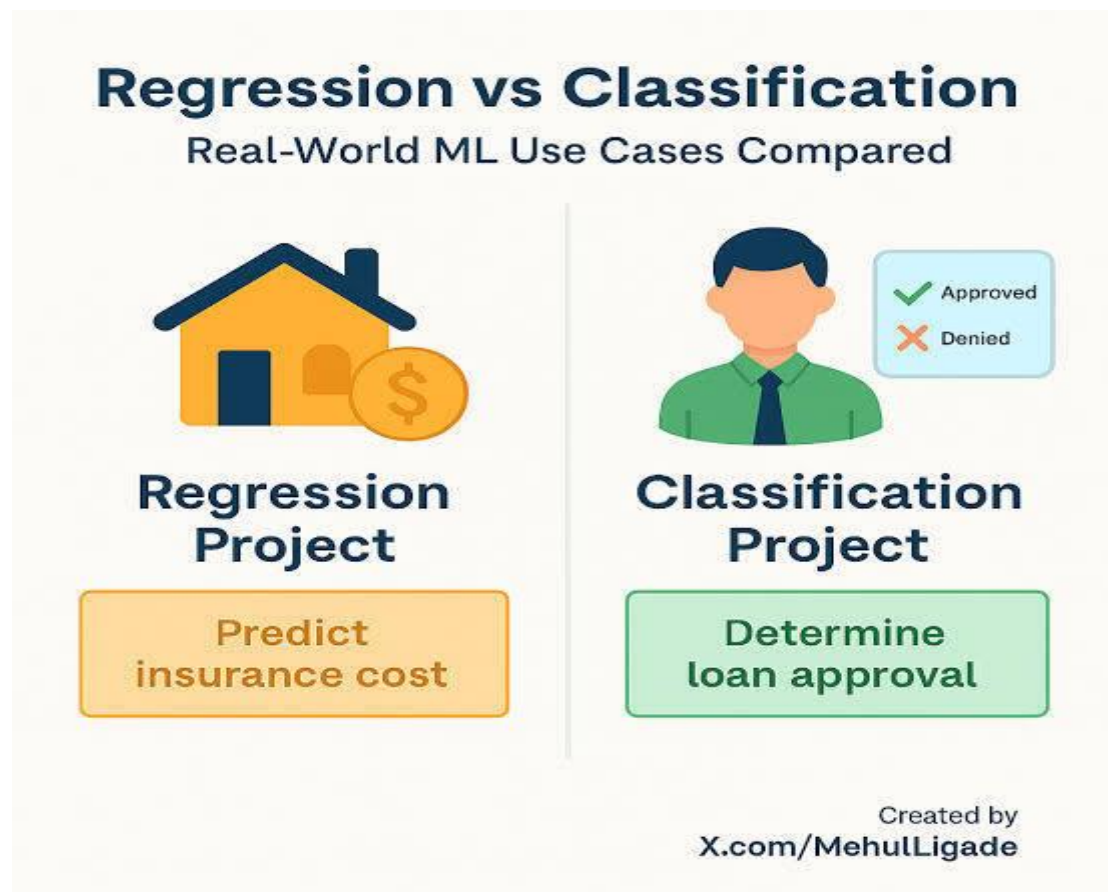 Regression vs Classification
Real-World ML Use Cases Compared
$
Regression
Project
Predict
insurance cost
Approved
Denied
Classification
Project
Determine
loan approval
Created by
X.com/MehulLigade